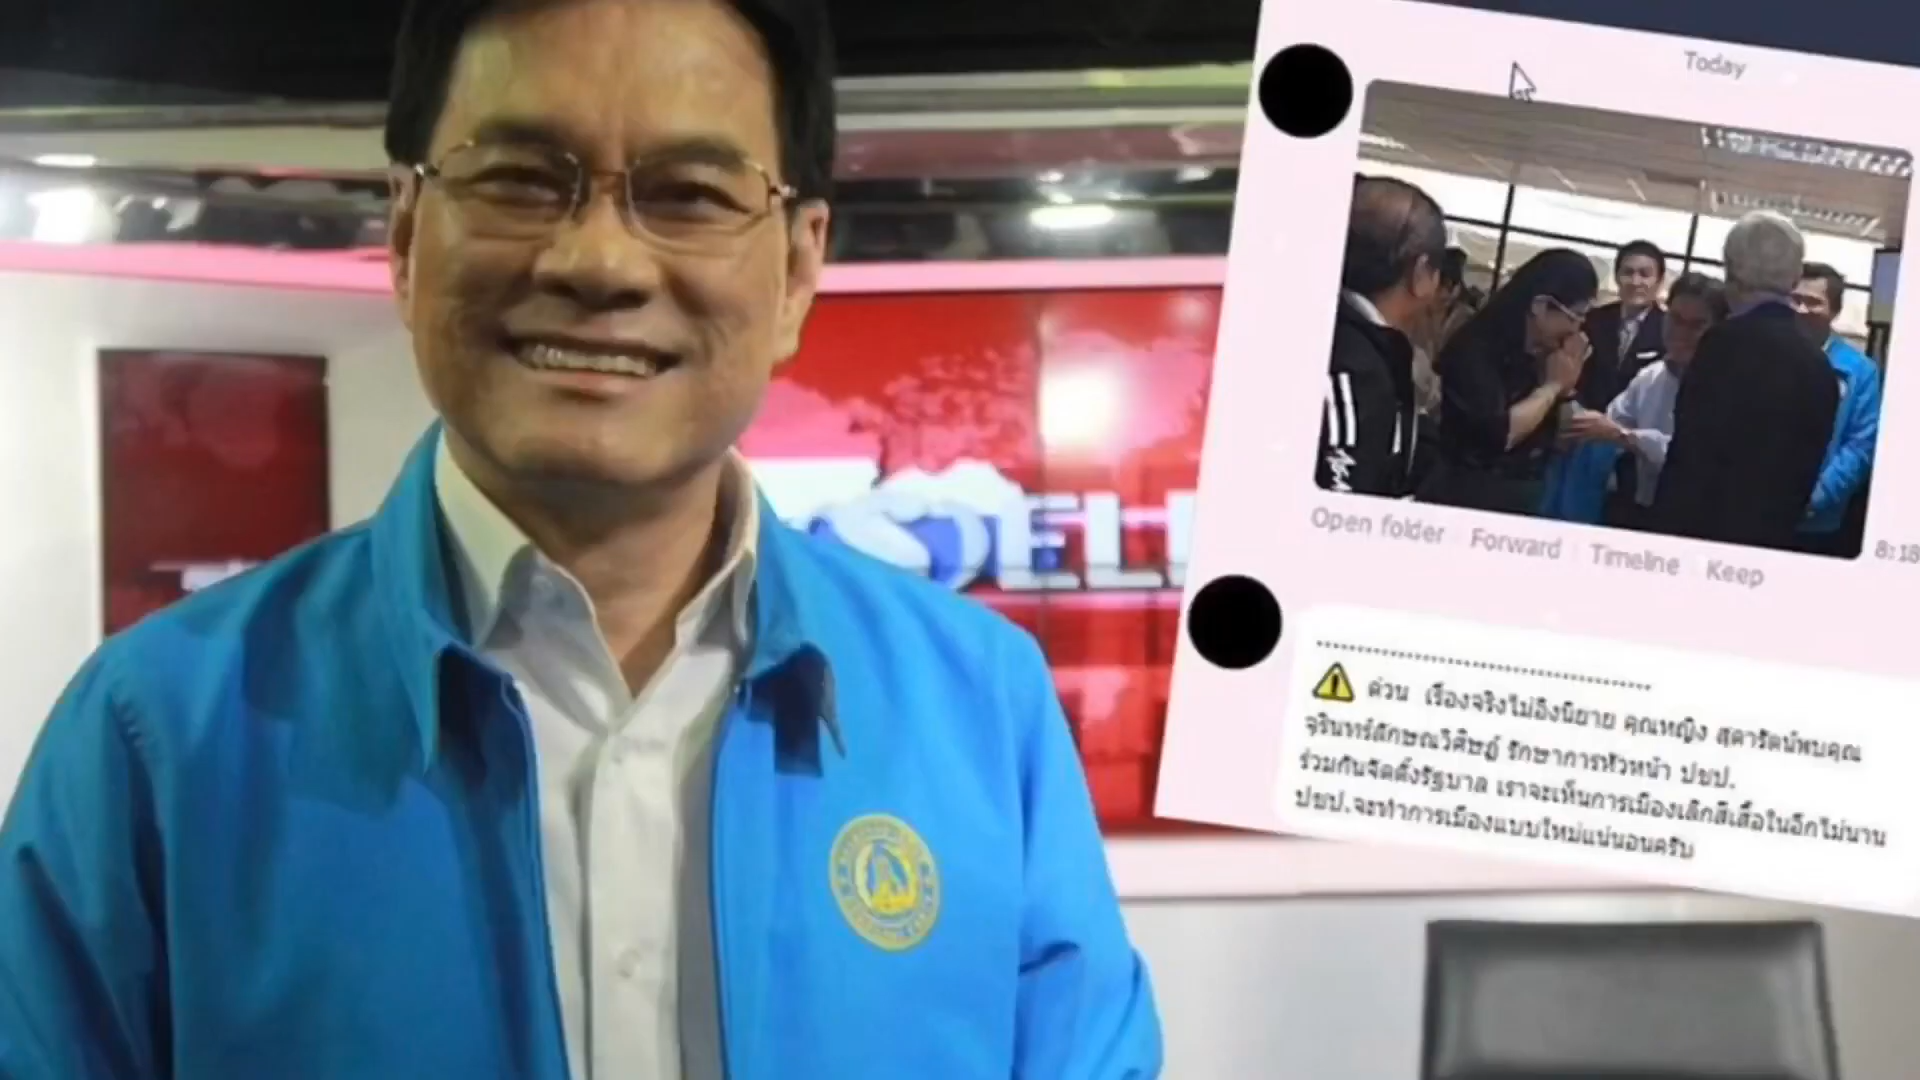 Today
Open folder Forward Timeline Keep
8:18
ด่วน เรื่องจริงไม่อิงนิยาย คุณหญิง สุดารัตน์พบคุณ
จุรินทร์ลักษณวิศิษฏ์ รักษาการหัวหน้า ปชป.
ร่วมกันจัดตั้งรัฐบาล เราจะเห็นการเมืองเลิกสีเสื้อในอีกไม่นาน
ปชป.จะทำการเมืองแบบใหม่แน่นอนครับ